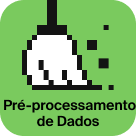 Pré-processamento
de Dados